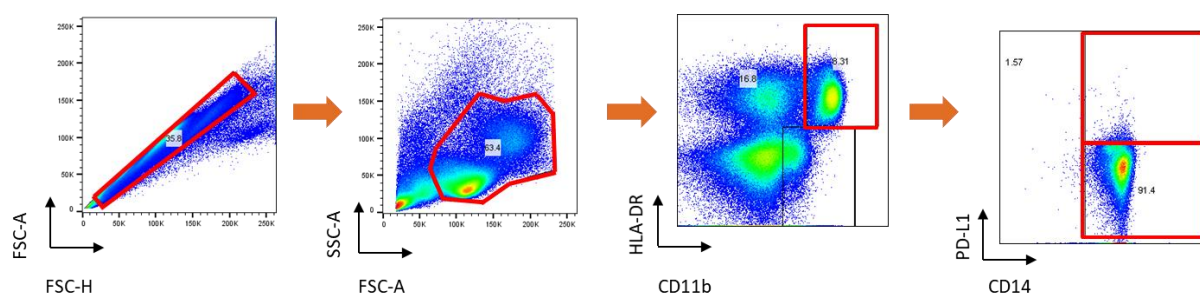 250K
200K
150K
100K
50K
0
35.8
0
50K
100K
150K
200K
250K
FSC-A
FSC-H
250K
200K
150K
100K
50K
0
63.4
0
50K
100K
150K
200K
250K
SSC-A
FSC-A
16.8
8.31
HLA-DR
CD11b
1.57
91.4
PD-L1
CD14